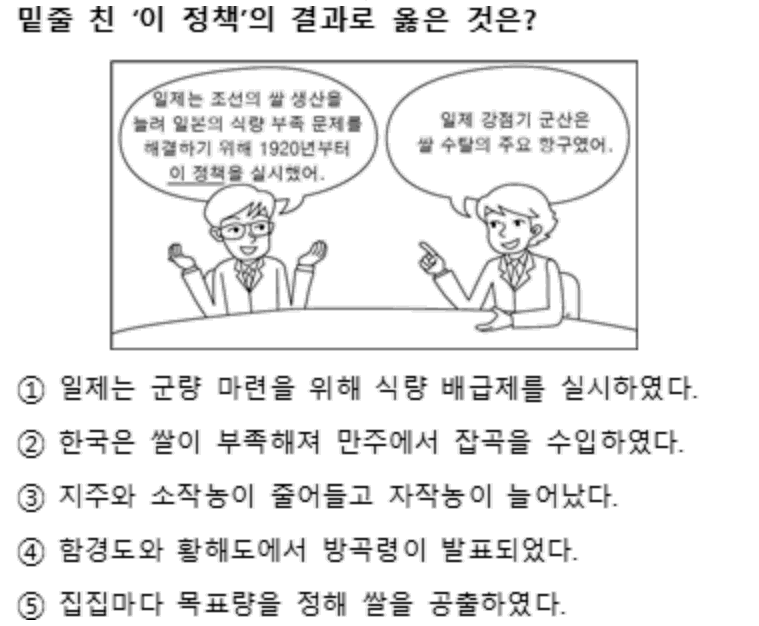 밑줄 친 ‘이 정책’의 결과로 옳은 것은?
일제는 조선의 쌀 생산을
늘려 일본의 식량 부족 문제를
해결하기 위해 1920년부터
이 정책을 실시했어.
일제 강점기 군산은
쌀 수탈의 주요 항구였어.
① 일제는 군량 마련을 위해 식량 배급제를 실시하였다.
② 한국은 쌀이 부족해져 만주에서 잡곡을 수입하였다.
③ 지주와 소작농이 줄어들고 자작농이 늘어났다.
④ 함경도와 황해도에서 방곡령이 발표되었다.
⑤ 집집마다 목표량을 정해 쌀을 공출하였다.